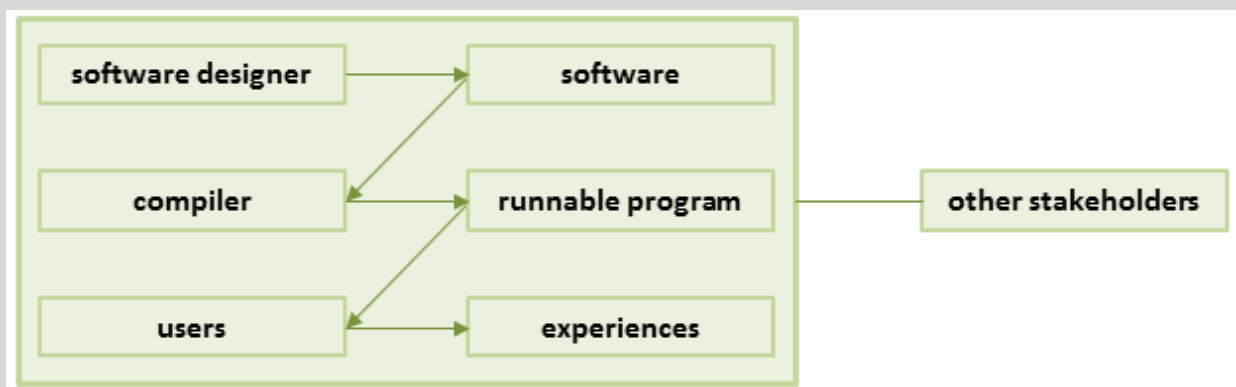 software designer
software
compiler
runnable program
other stakeholders
users
experiences